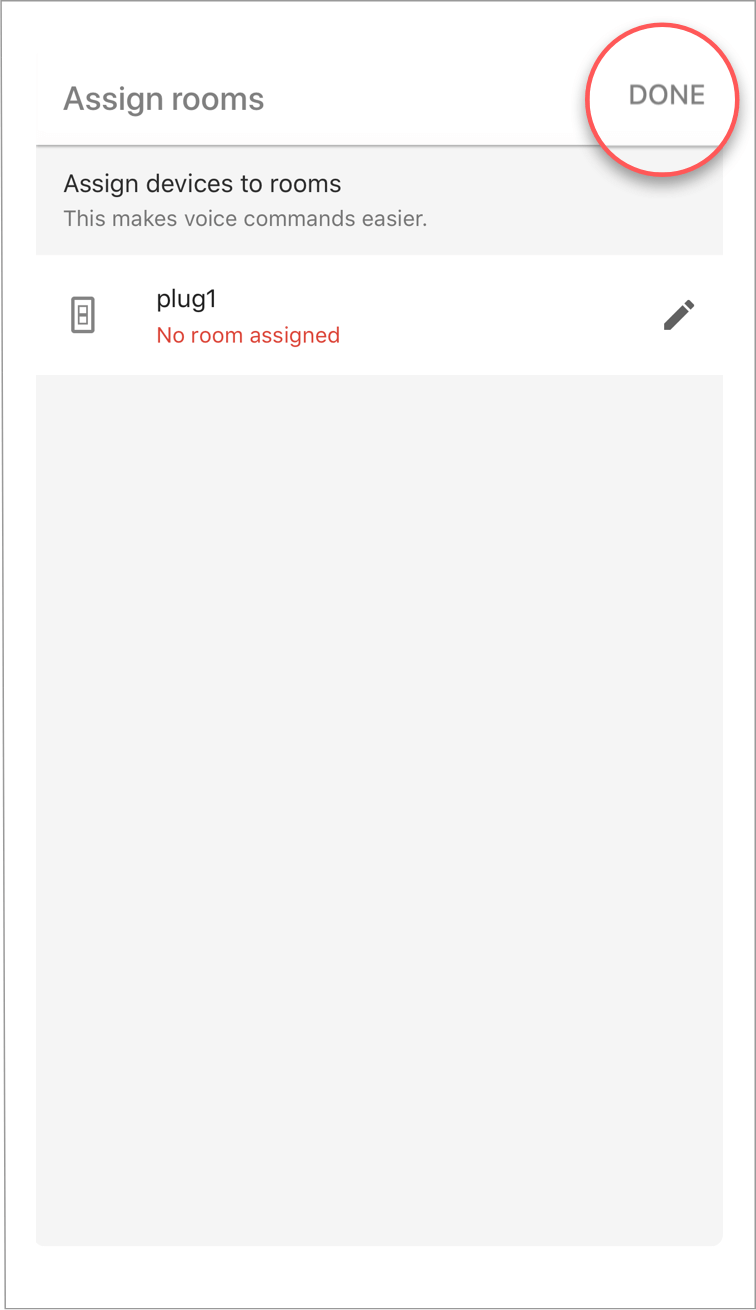 Assign rooms
DONE
Assign devices to rooms
This makes voice commands easier.
plug1
No room assigned